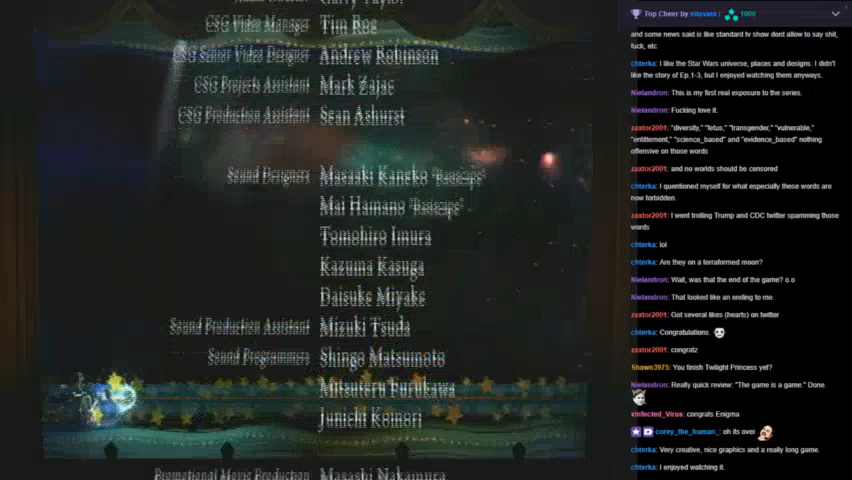 Garry Taylor
CSG Video Manager Tim Roe
CSG Senior Video Designer Andrew Robinson
CSG Projects Assistant Mark Zajac
CSG Production Assistant Sean Ashurst
Sound Designers Masaaki Kaneko "Bassscape"
Mai Hamano "Bassscape"
Tomohiro Imura
Kazuma Kasuga
Daisuke Miyake
Sound Production Assistant Mizuki Tsuda
Sound Programmers Shingo Matsumoto
Mitsuteru Furukawa
Junichi Koinori
Promotional Movie Production Masashi Nakamura
Top Cheer by nilavani : 1000
and some news said is like standard tv show dont allow to say shit,
fuck, etc
chterka: I like the Star Wars universe, places and designs. I didn't
like the story of Ep.1-3, but I enjoyed watching them anyways.
Nielandron: This is my first real exposure to the series.
Nielandron: Fucking love it.
zaxtor2001: "diversity," "fetus," "transgender," "vulnerable,"
"entitlement," "science_based" and "evidence_based" nothing
offensive on those words
zaxtor2001: and no worlds should be censored
chterka: I quentioned myself for what especially these words are
now forbidden.
zaxtor2001: I went trolling Trump and CDC twitter spamming those
words
chterka: lol
chterka: Are they on a terraformed moon?
Nielandron: Wait, was that the end of the game? o.o
Nielandron: That looked like an ending to me.
zaxtor2001: Got several likes (hearts) on twitter
chterka: Congratulations.
zaxtor2001: congratz
Shawn3975: You finish Twilight Princess yet?
Nielandron: Really quick review: "The game is a game." Done.
xInfected_Virus: congrats Enigma
corey_the_human_: oh its over
chterka: Very creative, nice graphics and a really long game.
chterka: I enjoyed watching it.